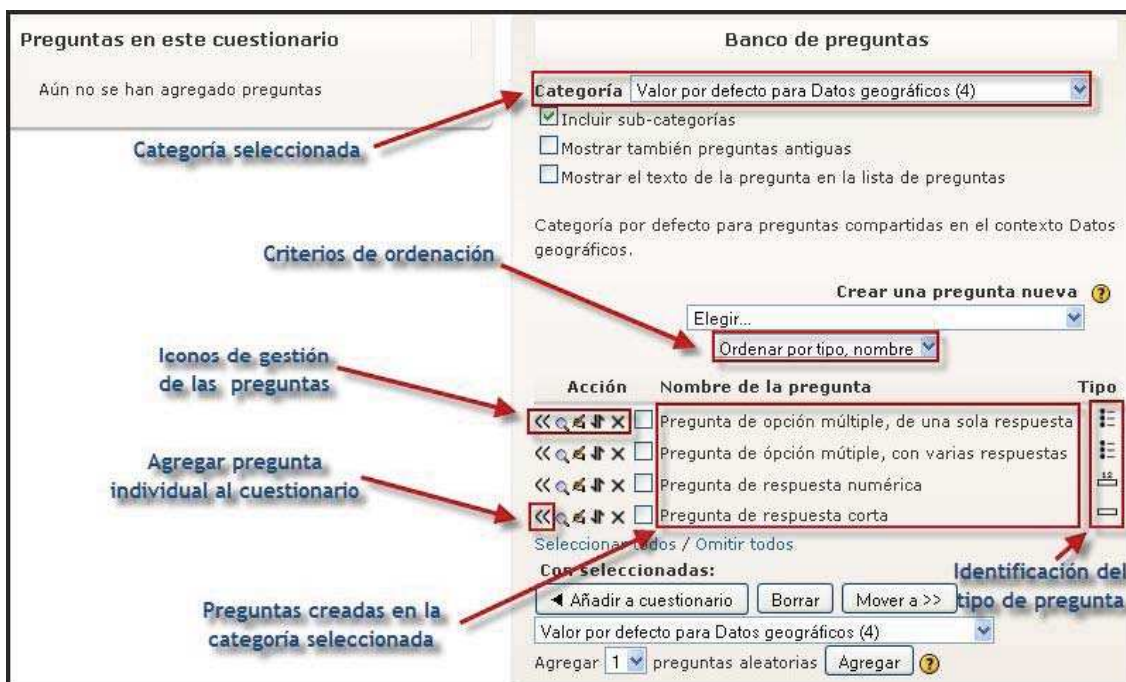 Preguntas en este cuestionario
Aún no se han agregado preguntas
Banco de preguntas
Categoría Valor por defecto para Datos geográficos (4)
Incluir sub-categorías
Mostrar también preguntas antiguas
Mostrar el texto de la pregunta en la lista de preguntas
Categoría seleccionada
Categoría por defecto para preguntas compartidas en el contexto Datos
geográficos.
Criterios de ordenación
Crear una pregunta nueva
Elegir...
Ordenar por tipo, nombre
Iconos de gestión
de las preguntas
Acción Nombre de la pregunta Tipo
Pregunta de opción múltiple, de una sola respuesta
Pregunta de ópción mútiple, con varias respuestas
Pregunta de respuesta numérica
Pregunta de respuesta corta
Agregar pregunta
individual al cuestionario
Seleccionar todos / Omitir todos
Con seleccionadas:
Añadir a cuestionario Borrar Mover a >>
Identificación del
tipo de pregunta
Preguntas creadas en la
categoría seleccionada
Valor por defecto para Datos geográficos (4)
Agregar 1 preguntas aleatorias Agregar